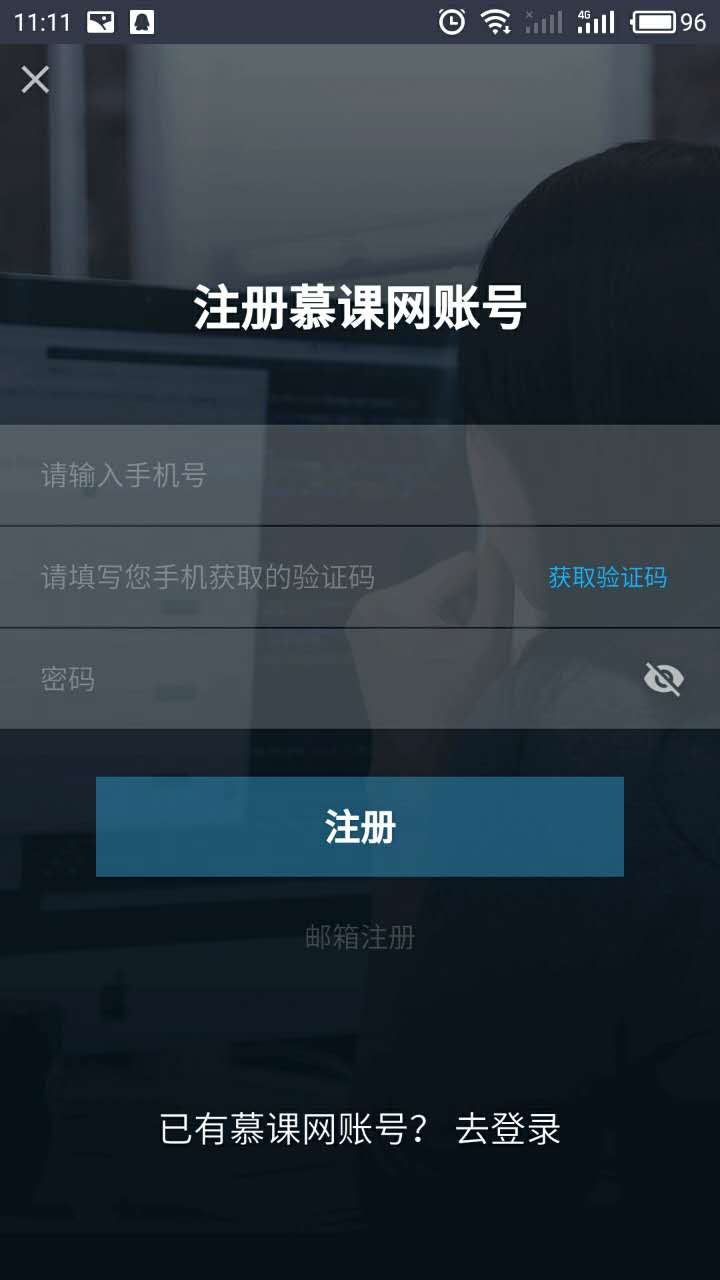 11:11 4G 96
注册慕课网账号
请输入手机号
请填写您手机获取的验证码 获取验证码
密码
注册
邮箱注册
已有慕课网账号？ 去登录